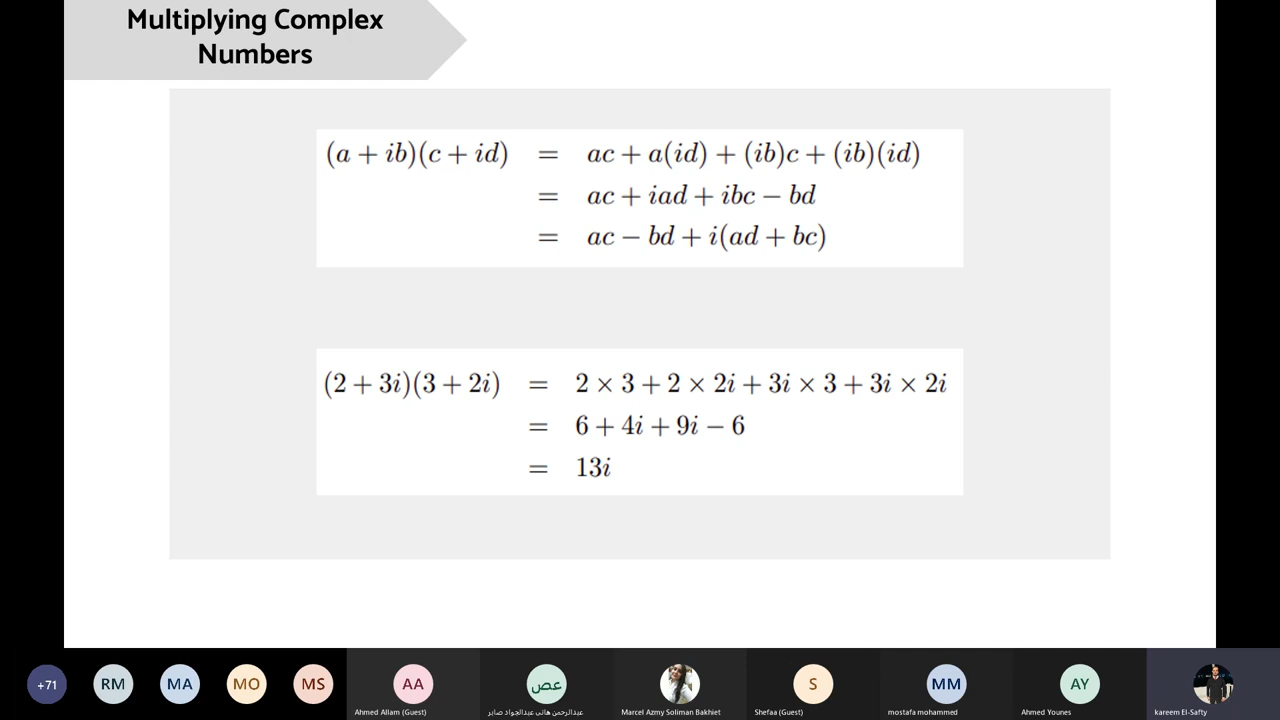 Multiplying Complex
Numbers
(a + ib)(c + id) = ac + a(id) + (ib)c + (ib)(id)
= ac + iad + ibc − bd
= ac − bd + i(ad + bc)
(2 + 3i)(3 + 2i) = 2 × 3 + 2 × 2i + 3i × 3 + 3i × 2i
= 6 + 4i + 9i − 6
= 13i
+71 RM MA MO MS AA عص S MM AY
Ahmed Allam (Guest) عبدالرحمن هانى عبدالجواد صابر Marcel Azmy Soliman Bakhiet Shefaa (Guest) mostafa mohammed Ahmed Younes kareem El-Safty